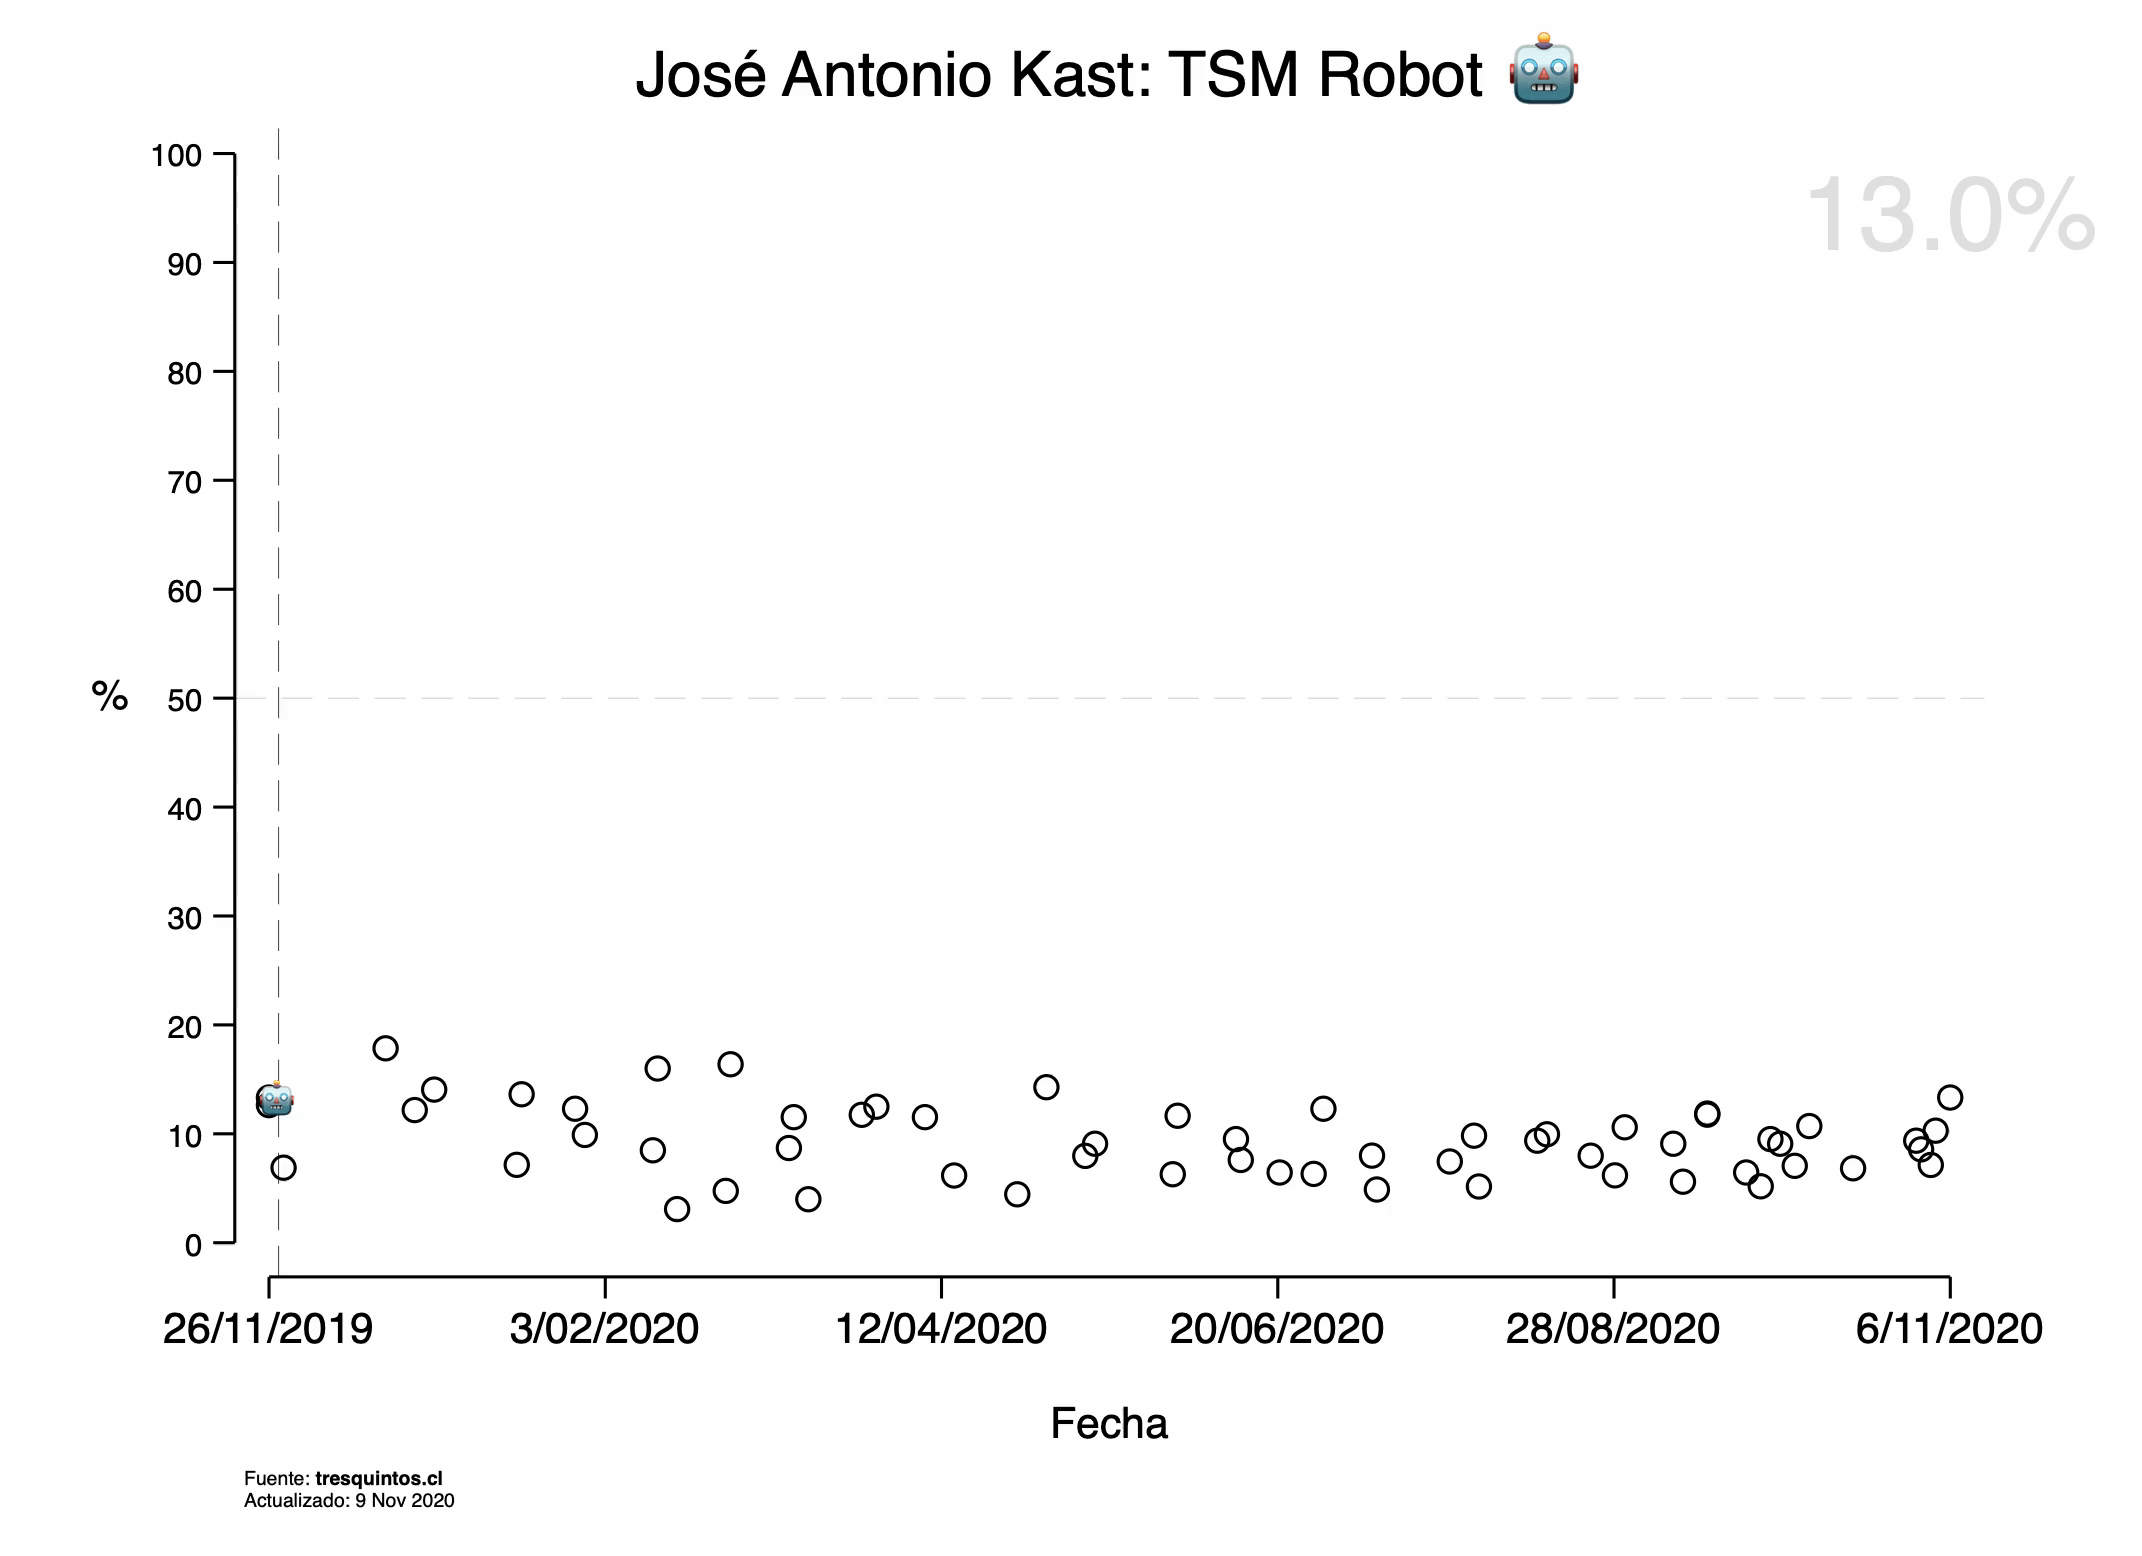 José Antonio Kast: TSM Robot
13.0%
100
90
80
70
60
% 50
40
30
20
10
0
26/11/2019 3/02/2020 12/04/2020 20/06/2020 28/08/2020 6/11/2020
Fecha
Fuente: tresquintos.cl
Actualizado: 9 Nov 2020